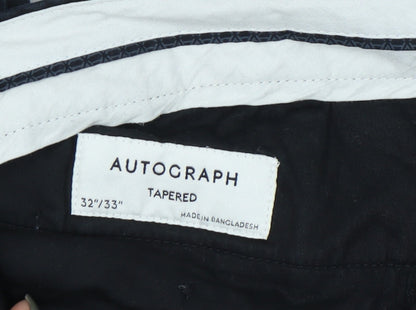 AUTOGRAPH
TAPERED
32"/33"
MADE IN BANGLADESH